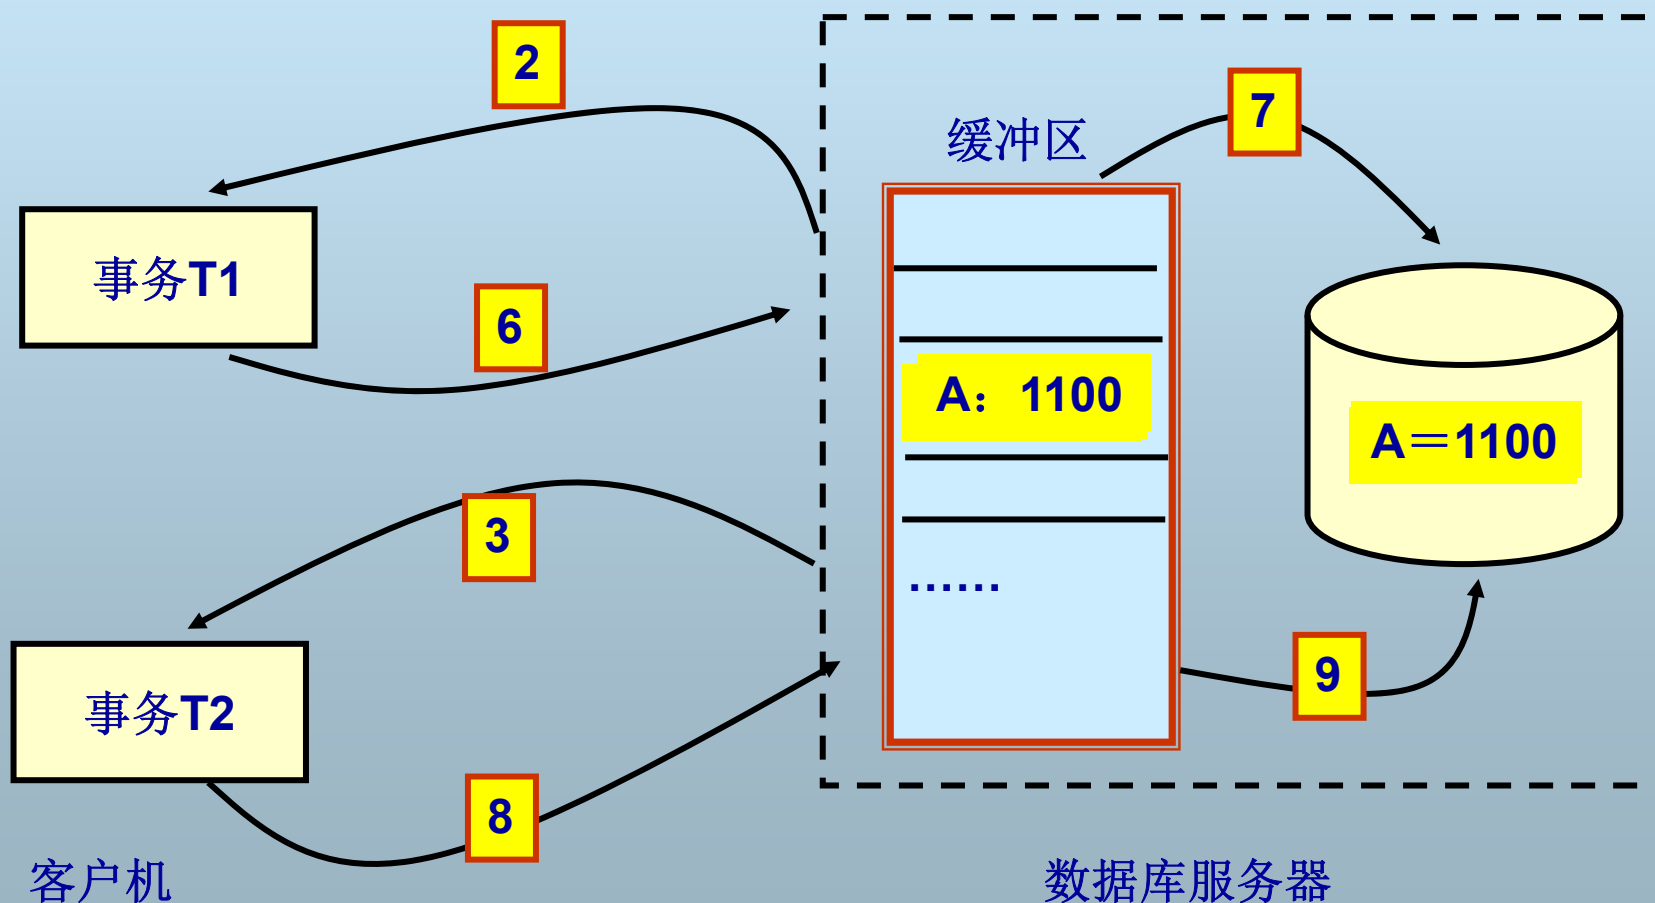 2
7
缓冲区
事务T1
6
A：1100
A＝1100
3
......
事务T2
9
8
客户机
数据库服务器